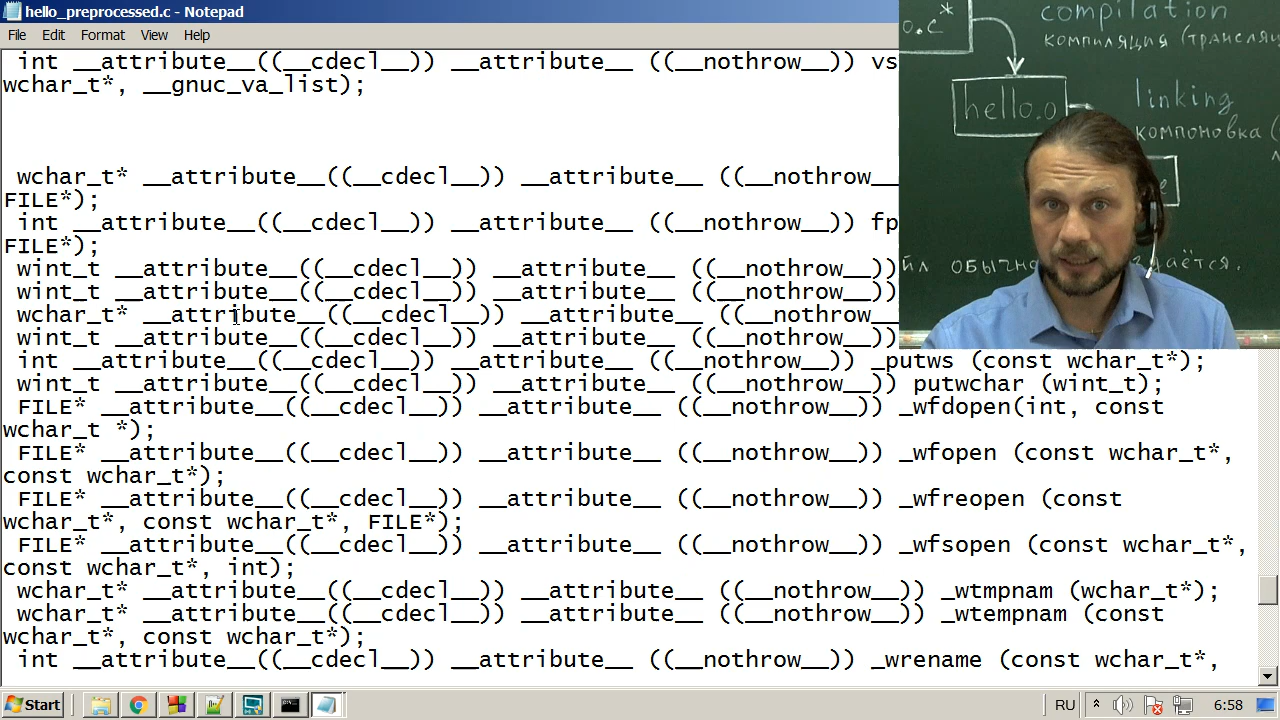 hello_preprocessed.c - Notepad
File Edit Format View Help
int __attribute__((__cdecl__)) __attribute__ ((__nothrow__)) vs
wchar_t*, __gnuc_va_list);
wchar_t* __attribute__((__cdecl__)) __attribute__ ((__nothrow__
FILE*);
int __attribute__((__cdecl__)) __attribute__ ((__nothrow__)) fp
FILE*);
wint_t __attribute__((__cdecl__)) __attribute__ ((__nothrow__))
wint_t __attribute__((__cdecl__)) __attribute__ ((__nothrow__))
wchar_t* __attribute__((__cdecl__)) __attribute__ ((__nothrow__
wint_t __attribute__((__cdecl__)) __attribute__ ((__nothrow__))
int __attribute__((__cdecl__)) __attribute__ ((__nothrow__)) _putws (const wchar_t*);
wint_t __attribute__((__cdecl__)) __attribute__ ((__nothrow__)) putwchar (wint_t);
FILE* __attribute__((__cdecl__)) __attribute__ ((__nothrow__)) _wfdopen(int, const
wchar_t *);
FILE* __attribute__((__cdecl__)) __attribute__ ((__nothrow__)) _wfopen (const wchar_t*,
const wchar_t*);
FILE* __attribute__((__cdecl__)) __attribute__ ((__nothrow__)) _wfreopen (const
wchar_t*, const wchar_t*, FILE*);
FILE* __attribute__((__cdecl__)) __attribute__ ((__nothrow__)) _wfsopen (const wchar_t*,
const wchar_t*, int);
wchar_t* __attribute__((__cdecl__)) __attribute__ ((__nothrow__)) _wtmpnam (wchar_t*);
wchar_t* __attribute__((__cdecl__)) __attribute__ ((__nothrow__)) _wtempnam (const
wchar_t*, const wchar_t*);
int __attribute__((__cdecl__)) __attribute__ ((__nothrow__)) _wrename (const wchar_t*,
o.c*
compilation
компиляция (трансляц
hello.o
linking
компоновка (
Start
RU
6:58